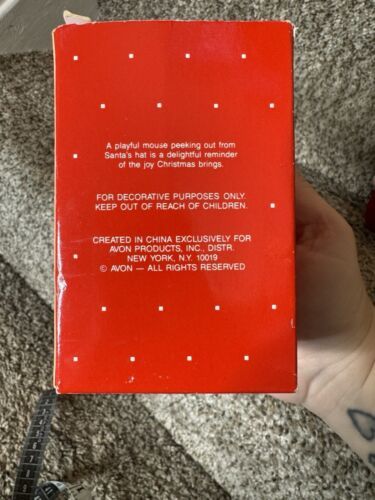 A playful mouse peeking out from
Santa's hat is a delightful reminder
of the joy Christmas brings.
FOR DECORATIVE PURPOSES ONLY.
KEEP OUT OF REACH OF CHILDREN.
CREATED IN CHINA EXCLUSIVELY FOR
AVON PRODUCTS, INC., DISTR.
NEW YORK, N.Y. 10019
© AVON — ALL RIGHTS RESERVED